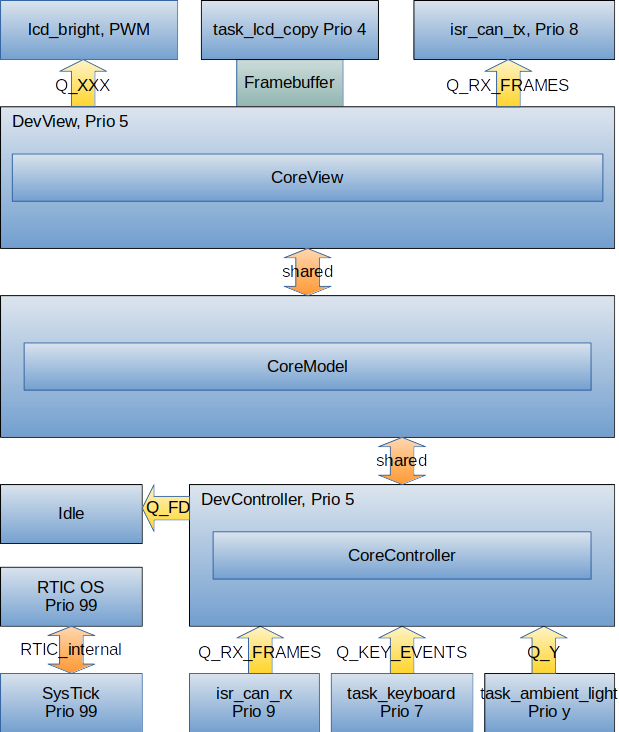 lcd_bright, PWM
task_lcd_copy Prio 4
isr_can_tx, Prio 8
Q_XXX
Framebuffer
Q_RX_FRAMES
DevView, Prio 5
CoreView
shared
CoreModel
shared
Idle
Q_FD
DevController, Prio 5
CoreController
RTIC OS
Prio 99
RTIC_internal
Q_RX_FRAMES
Q_KEY_EVENTS
Q_Y
SysTick
Prio 99
isr_can_rx
Prio 9
task_keyboard
Prio 7
task_ambient_light
Prio y